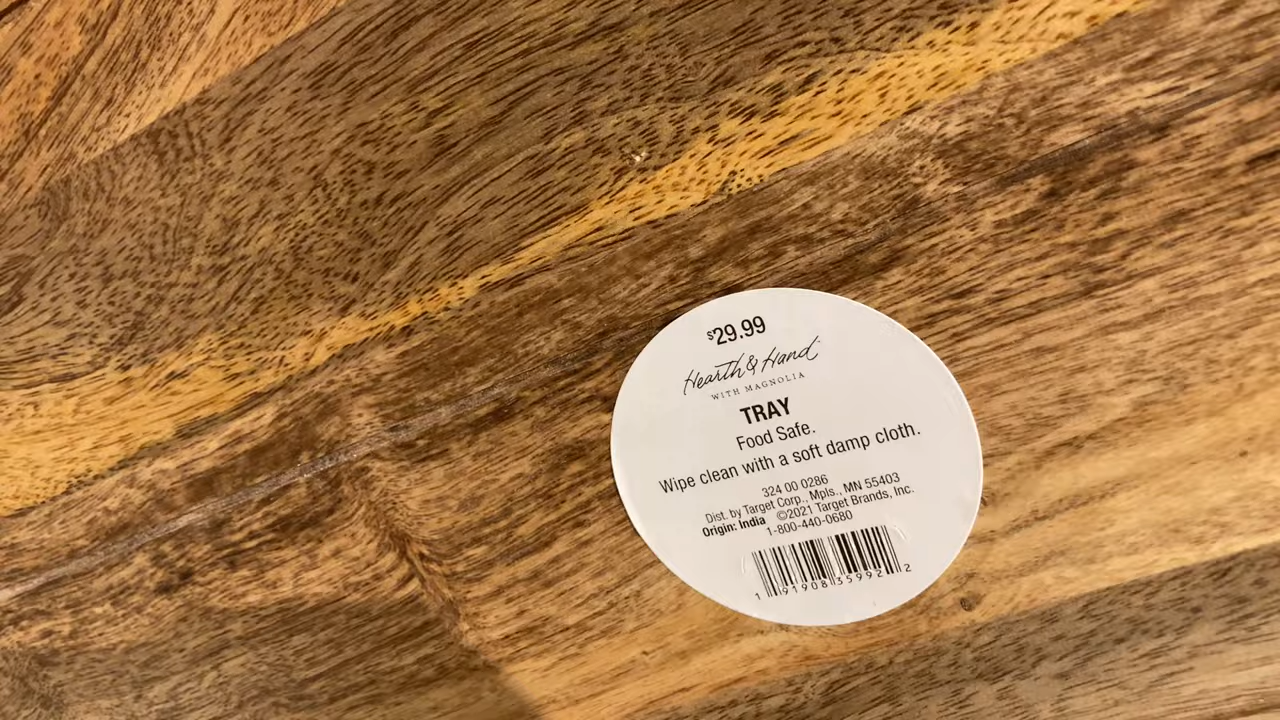 $29.99
Hearth & Hand
WITH MAGNOLIA
TRAY
Food Safe.
Wipe clean with a soft damp cloth.
324 00 0286
Dist. by Target Corp., Mpls., MN 55403
Origin: India ©2021 Target Brands, Inc.
1-800-440-0680
1 91908 35992 2